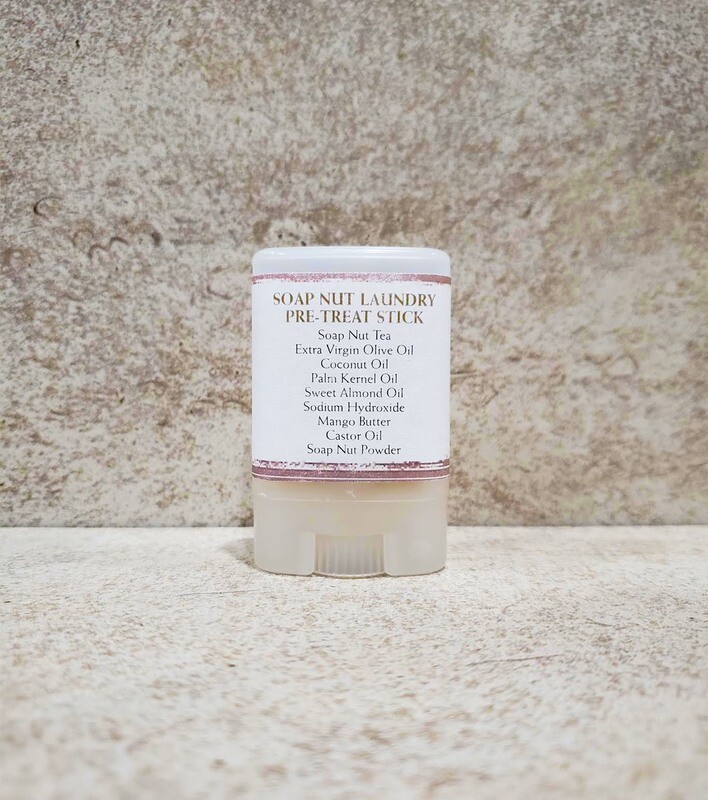 SOAP NUT LAUNDRY
PRE-TREAT STICK
Soap Nut Tea
Extra Virgin Olive Oil
Coconut Oil
Palm Kernel Oil
Sweet Almond Oil
Sodium Hydroxide
Mango Butter
Castor Oil
Soap Nut Powder